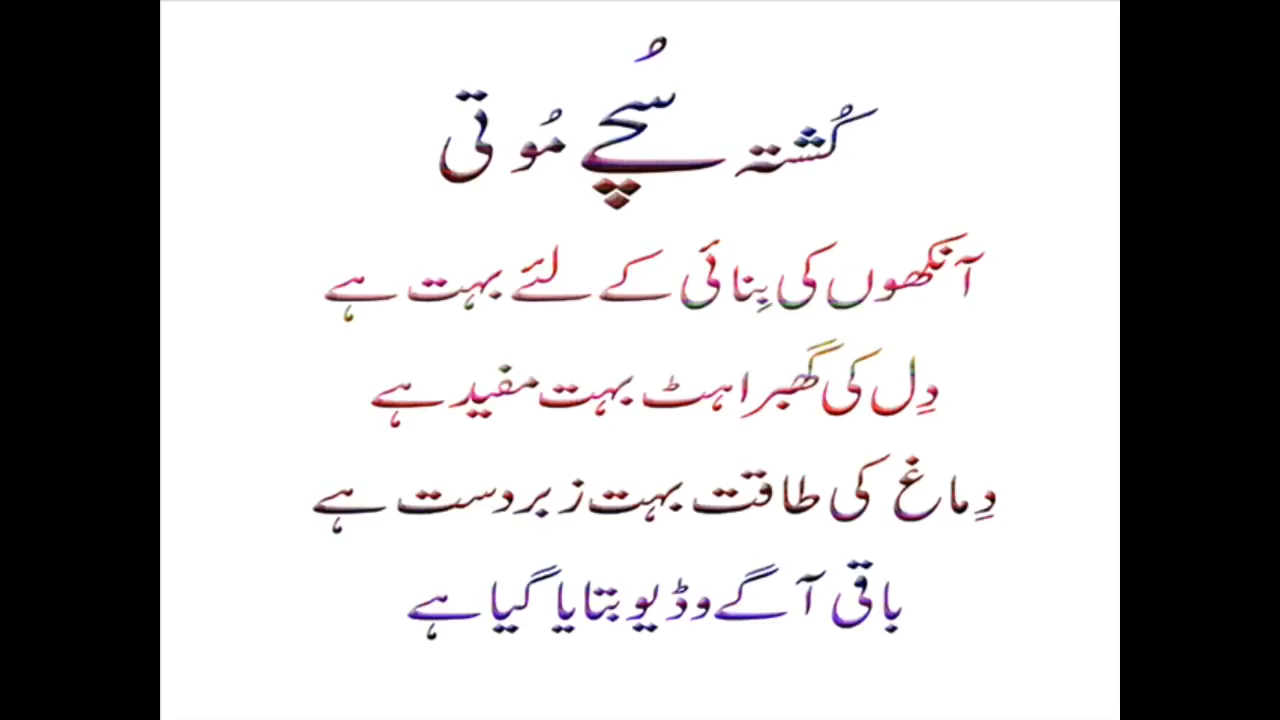 کُشتہ سُچے مُوتی
آنکھوں کی بِنائی کے لئے بہت ہے
دِل کی گھبراہٹ بہت مفید ہے
دِماغ کی طاقت بہت زبردست ہے
باقی آگے وڈیو بتایا گیا ہے